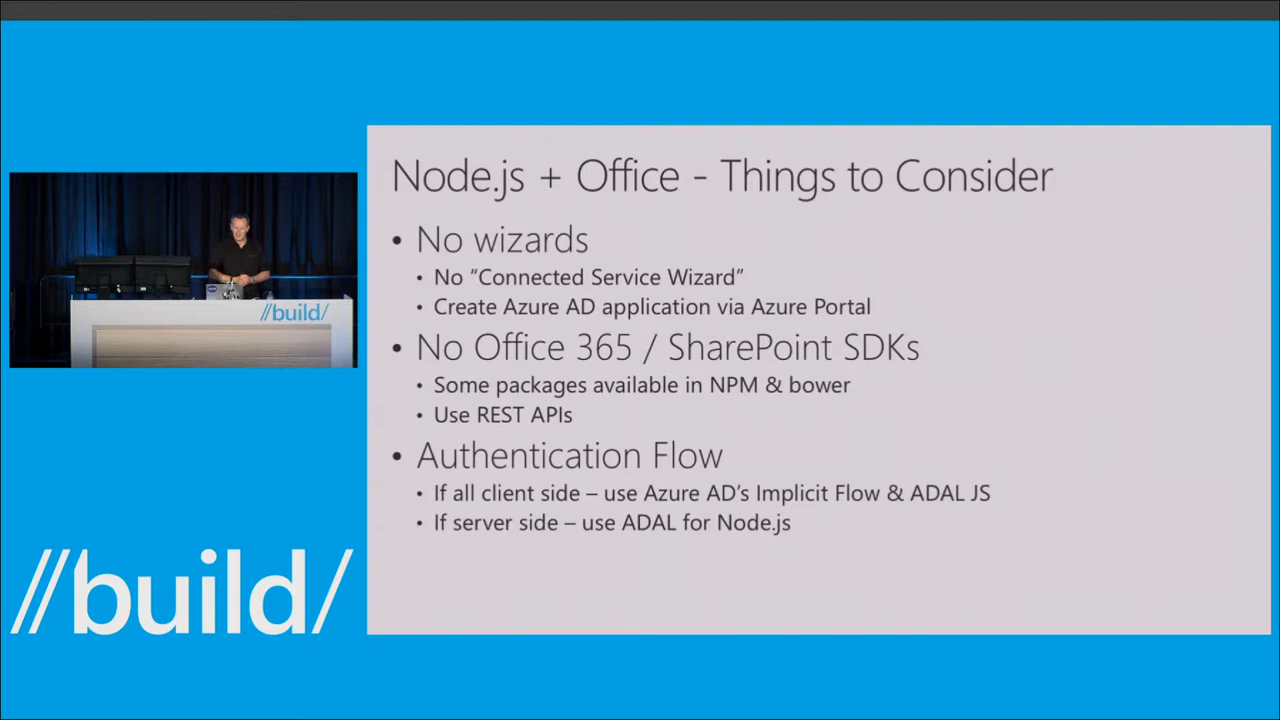 Node.js + Office - Things to Consider
• No wizards
• No “Connected Service Wizard”
• Create Azure AD application via Azure Portal
• No Office 365 / SharePoint SDKs
• Some packages available in NPM & bower
• Use REST APIs
• Authentication Flow
• If all client side – use Azure AD’s Implicit Flow & ADAL JS
• If server side – use ADAL for Node.js
//build/
//build/